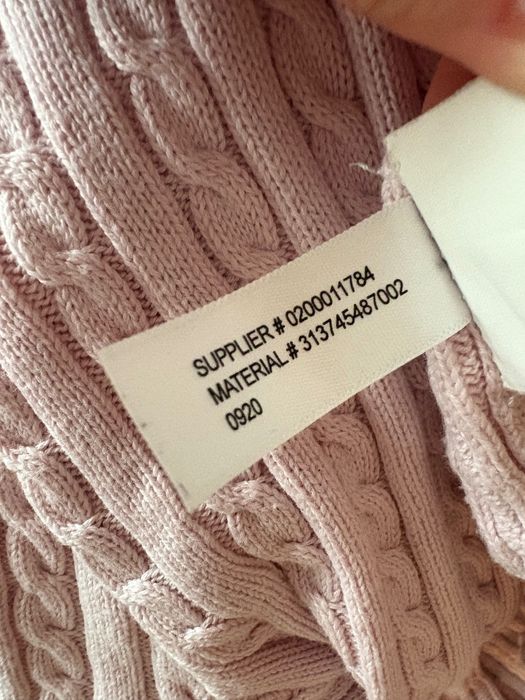 SUPPLIER # 0200011784
MATERIAL # 313745487002
0920